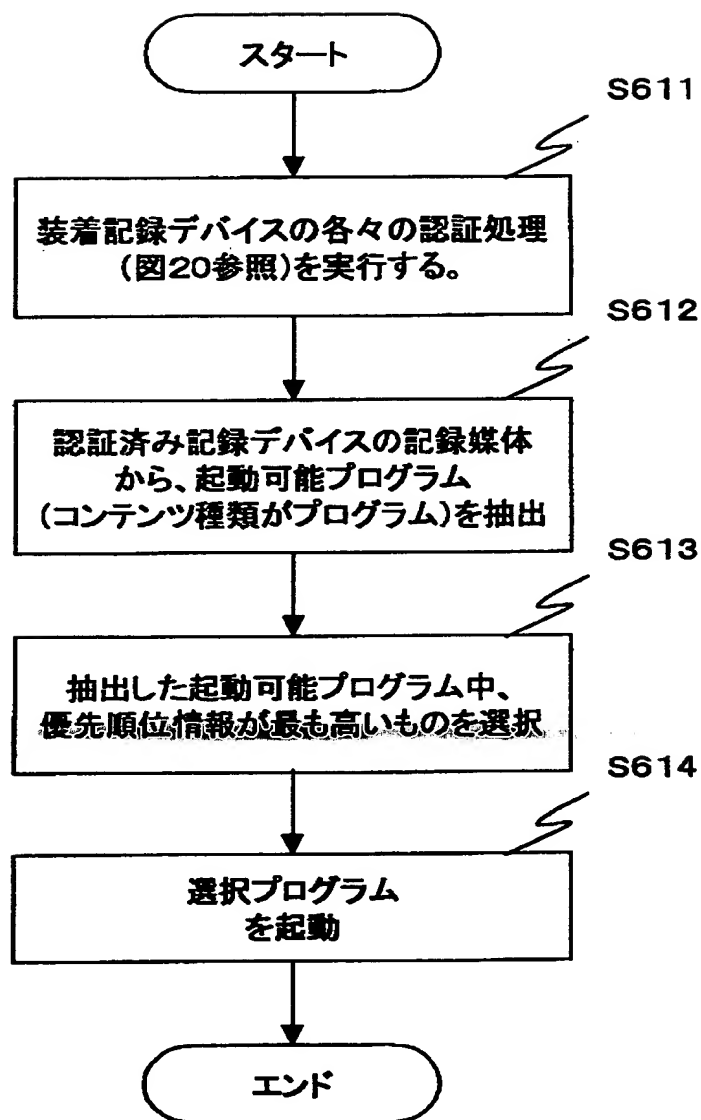 スタート
S611
装着記録デバイスの各々の認証処理
(図20参照)を実行する。
S612
認証済み記録デバイスの記録媒体
から、起動可能プログラム
(コンテンツ種類がプログラム)を抽出
S613
抽出した起動可能プログラム中、
優先順位情報が最も高いものを選択
S614
選択プログラム
を起動
エンド